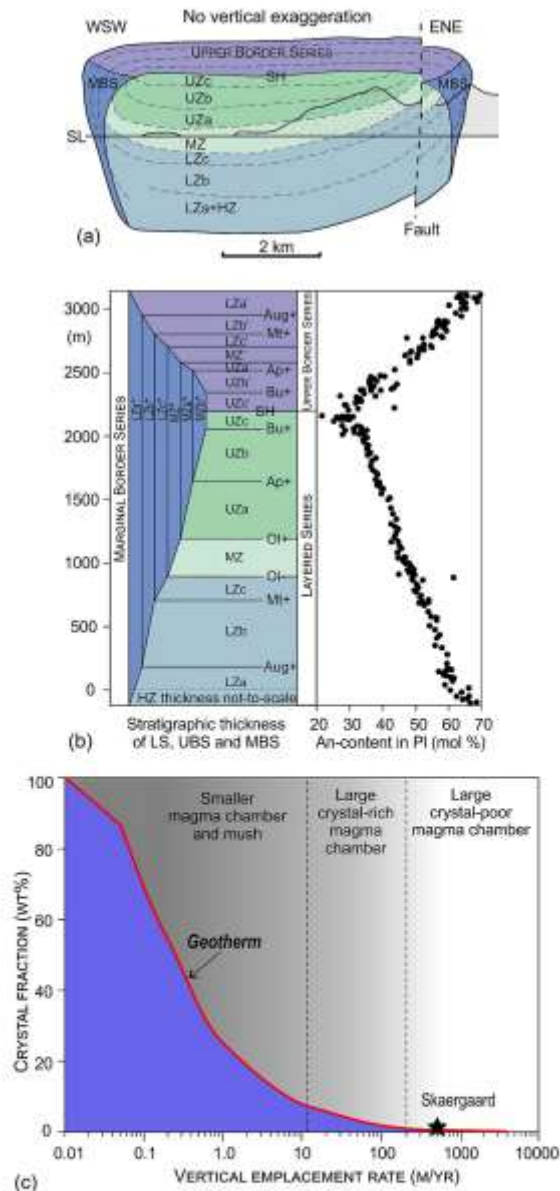 No vertical exaggeration
WSW
ENE
UPPER BORDER SERIES
SH
MBS
MBS
UZc
UZb
UZa
SL
MZ
LZc
LZb
LZa+HZ
Fault
(a)
2 km
3000
(m)
2500
2000
1500
1000
500
0
MARGINAL BORDER SERIES
LZa'
Aug+
LZb'
Mt+
LZc'
MZ'
UZa'
Ap+
UZb'
Bu+
UZc'
SH
UZc
Bu+
UZb
Ap+
UZa
Ol+
MZ
Ol-
LZc
Mt+
LZb
Aug+
LZa
HZ thickness not-to-scale
UPPER BORDER SERIES
LAYERED SERIES
20 30 40 50 60 70
(b)
Stratigraphic thickness
of LS, UBS and MBS
An-content in Pl (mol %)
CRYSTAL FRACTION (WT%)
100
80
60
40
20
0
Smaller
magma chamber
and mush
Large
crystal-rich
magma
chamber
Large
crystal-poor
magma chamber
Geotherm
Skaergaard
0.01 0.1 1.0 10 100 1000 10000
(c)
VERTICAL EMPLACEMENT RATE (M/YR)